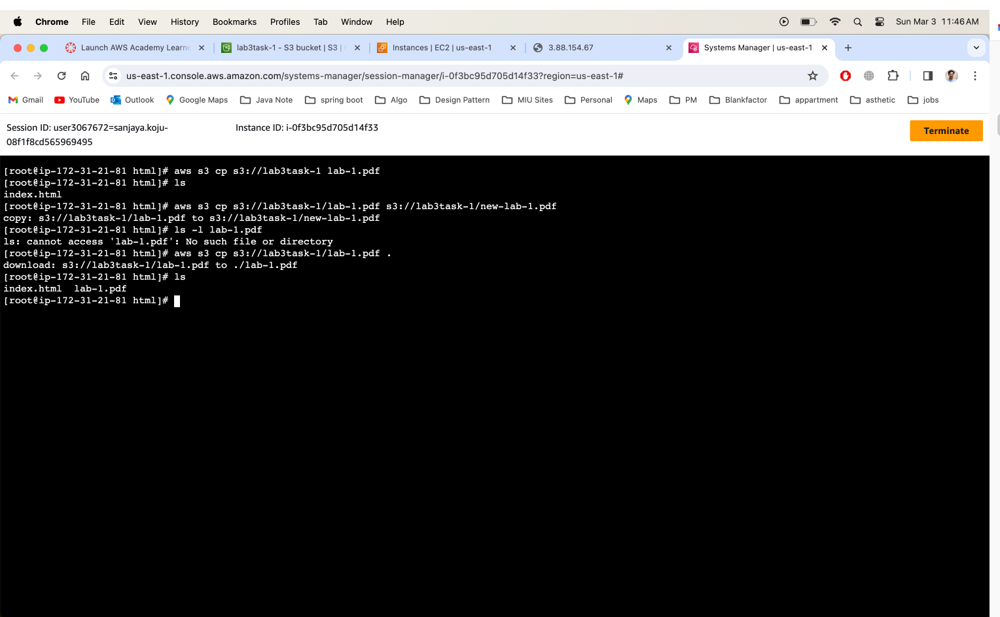 Chrome File Edit View History Bookmarks Profiles Tab Window Help Sun Mar 3 11:46 AM
Launch AWS Academy Learne lab3task-1 - S3 bucket | S3 | Instances | EC2 | us-east-1 3.88.154.67 Systems Manager | us-east-1
us-east-1.console.aws.amazon.com/systems-manager/session-manager/i-0f3bc95d705d14f33?region=us-east-1#
Gmail YouTube Outlook Google Maps Java Note spring boot Algo Design Pattern MIU Sites Personal Maps PM Blankfactor appartment asthetic jobs
Session ID: user3067672=sanjaya.koju-
08f1f8cd565969495
Instance ID: i-0f3bc95d705d14f33
Terminate
[root@ip-172-31-21-81 html]# aws s3 cp s3://lab3task-1 lab-1.pdf
[root@ip-172-31-21-81 html]# ls
index.html
[root@ip-172-31-21-81 html]# aws s3 cp s3://lab3task-1/lab-1.pdf s3://lab3task-1/new-lab-1.pdf
copy: s3://lab3task-1/lab-1.pdf to s3://lab3task-1/new-lab-1.pdf
[root@ip-172-31-21-81 html]# ls -l lab-1.pdf
ls: cannot access 'lab-1.pdf': No such file or directory
[root@ip-172-31-21-81 html]# aws s3 cp s3://lab3task-1/lab-1.pdf .
download: s3://lab3task-1/lab-1.pdf to ./lab-1.pdf
[root@ip-172-31-21-81 html]# ls
index.html  lab-1.pdf
[root@ip-172-31-21-81 html]#